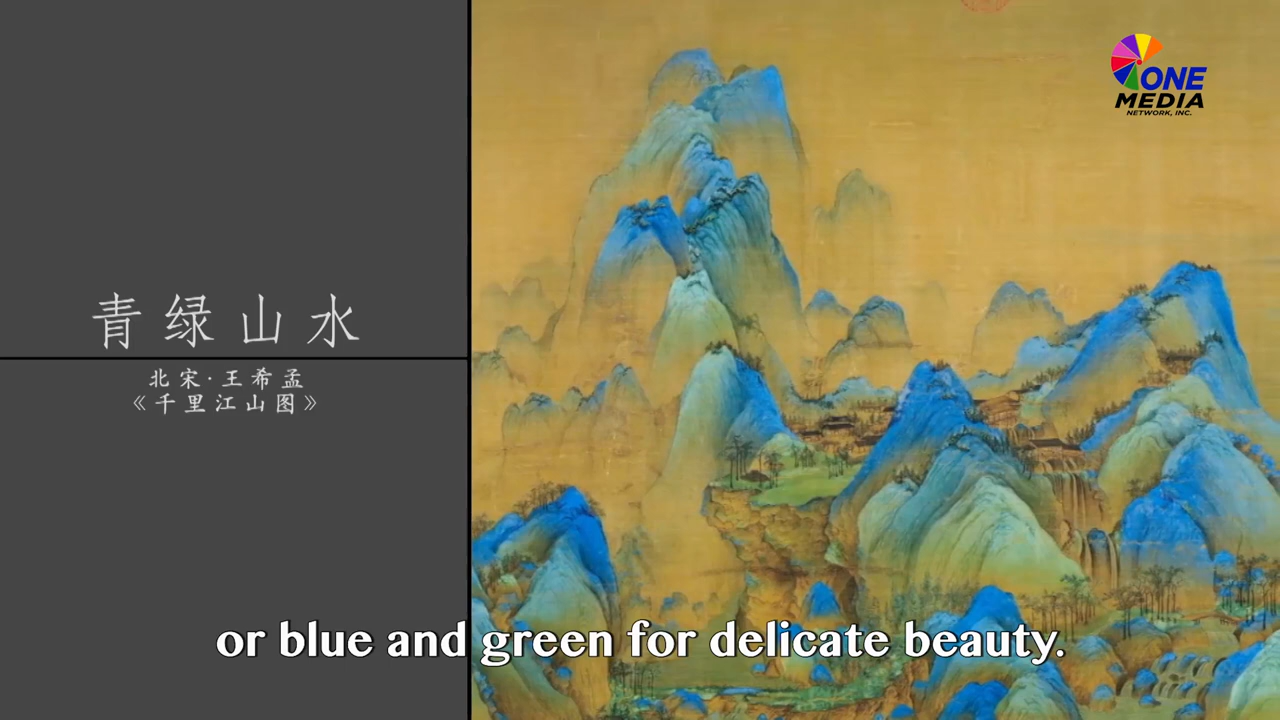 青绿山水
北宋·王希孟
《千里江山图》
ONE
MEDIA
NETWORK, INC.
or blue and green for delicate beauty.